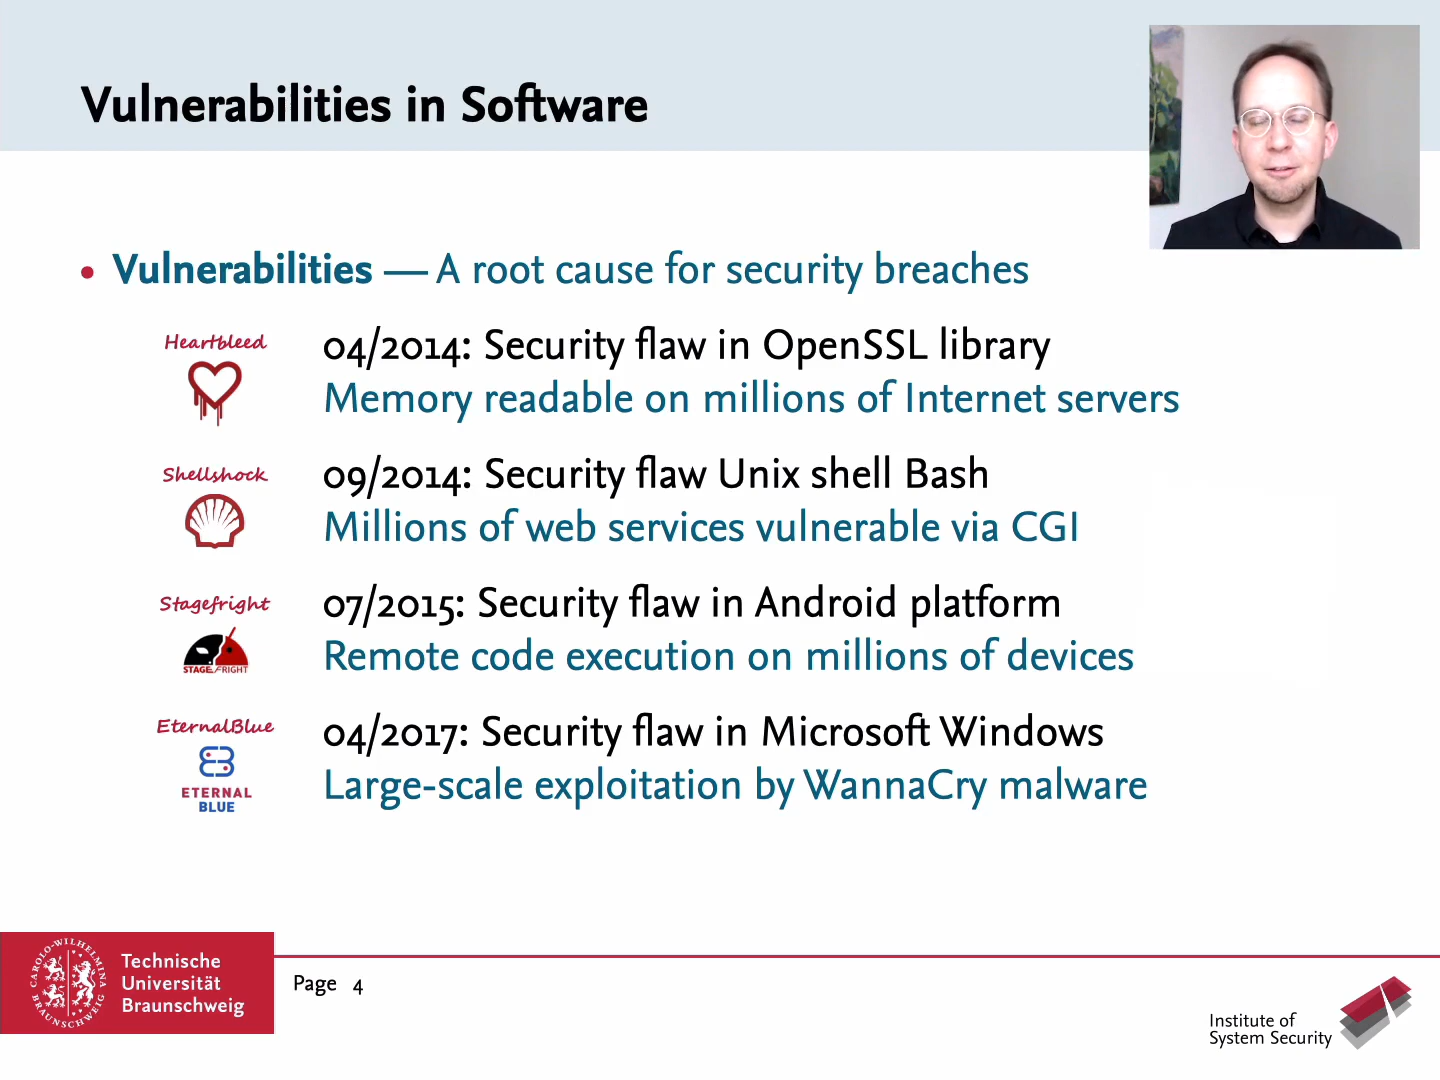 Vulnerabilities in Software
• Vulnerabilities — A root cause for security breaches
Heartbleed
04/2014: Security flaw in OpenSSL library
Memory readable on millions of Internet servers
Shellshock
09/2014: Security flaw Unix shell Bash
Millions of web services vulnerable via CGI
Stagefright
STAGEFRIGHT
07/2015: Security flaw in Android platform
Remote code execution on millions of devices
EternalBlue
ETERNAL
BLUE
04/2017: Security flaw in Microsoft Windows
Large-scale exploitation by WannaCry malware
CAROLO-WILHELMINA
BRAUNSCHWEIG
Technische
Universität
Braunschweig
Page 4
Institute of
System Security